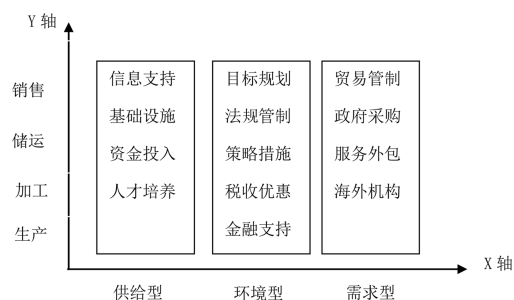 Y 轴
销售
储运
加工
生产
信息支持
基础设施
资金投入
人才培养
目标规划
法规管制
策略措施
税收优惠
金融支持
贸易管制
政府采购
服务外包
海外机构
X 轴
供给型
环境型
需求型